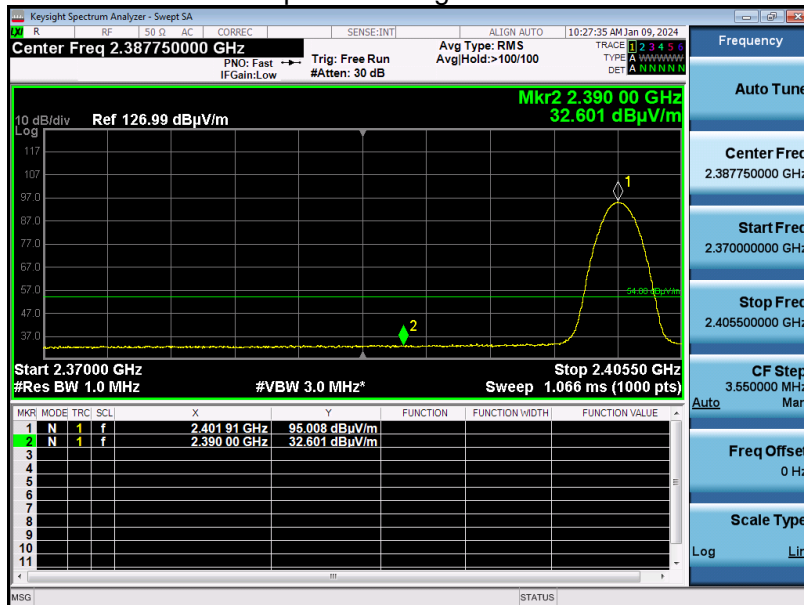 Keysight Spectrum Analyzer - Swept SA
LXI R RF 50 Ω AC CORREC SENSE:INT ALIGN AUTO 10:27:35 AM Jan 09, 2024
Center Freq 2.387750000 GHz
PNO: Fast
IFGain:Low
Trig: Free Run
#Atten: 30 dB
Avg Type: RMS
Avg|Hold:>100/100
TRACE 1 2 3 4 5 6
TYPE A WWWWW
DET A N N N N N
Frequency
Auto Tune
Center Freq
2.387750000 GHz
Start Freq
2.370000000 GHz
Stop Freq
2.405500000 GHz
CF Step
3.550000 MHz
Auto Man
Freq Offset
0 Hz
Scale Type
Log Lin
Mkr2 2.390 00 GHz
32.601 dBµV/m
10 dB/div Ref 126.99 dBµV/m
Log
117
107
97.0
87.0
77.0
67.0
57.0
47.0
37.0
1
54.00 dBµV/m
2
Start 2.37000 GHz Stop 2.40550 GHz
#Res BW 1.0 MHz #VBW 3.0 MHz* Sweep 1.066 ms (1000 pts)
MKR MODE TRC SCL X Y FUNCTION FUNCTION WIDTH FUNCTION VALUE
1 N 1 f 2.401 91 GHz 95.008 dBµV/m
2 N 1 f 2.390 00 GHz 32.601 dBµV/m
3
4
5
6
7
8
9
10
11
MSG STATUS